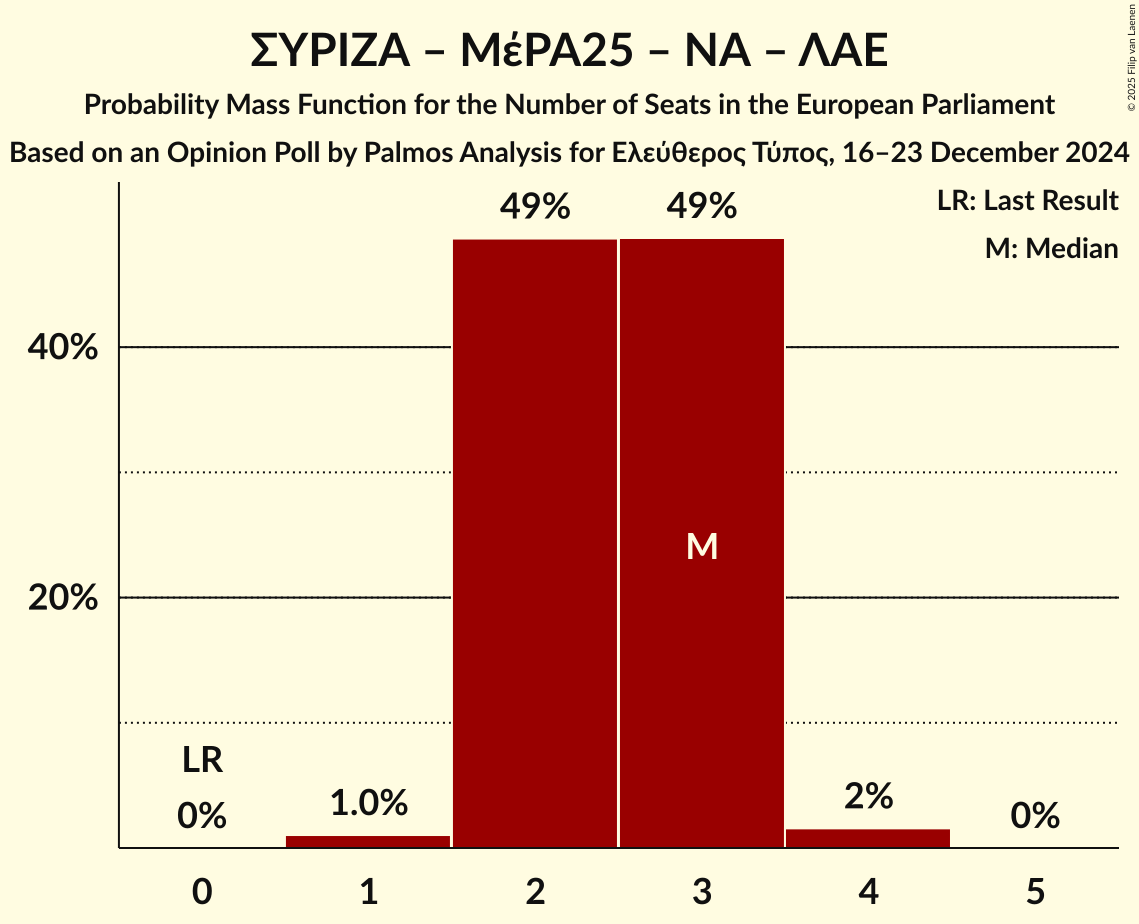 ΣΥΡΙΖΑ – ΜέΡΑ25 – ΝΑ – ΛΑΕ
Probability Mass Function for the Number of Seats in the European Parliament
Based on an Opinion Poll by Palmos Analysis for Ελεύθερος Τύπος, 16–23 December 2024
© 2025 Filip van Laenen
LR: Last Result
M: Median
49%
49%
40%
M
20%
LR
0%
1.0%
2%
0%
0
1
2
3
4
5